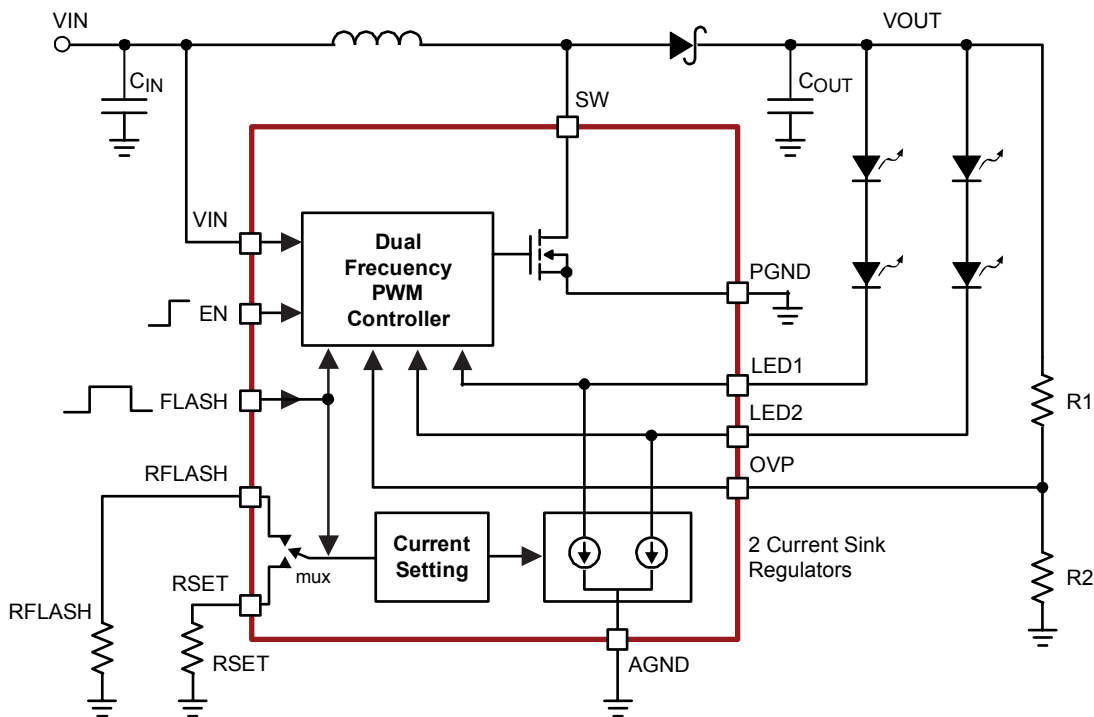 VIN
VOUT
CIN
COUT
SW
VIN
Dual
Frecuency
PWM
Controller
PGND
EN
LED1
FLASH
R1
LED2
OVP
RFLASH
Current
Setting
2 Current Sink
Regulators
mux
RSET
R2
RFLASH
RSET
AGND